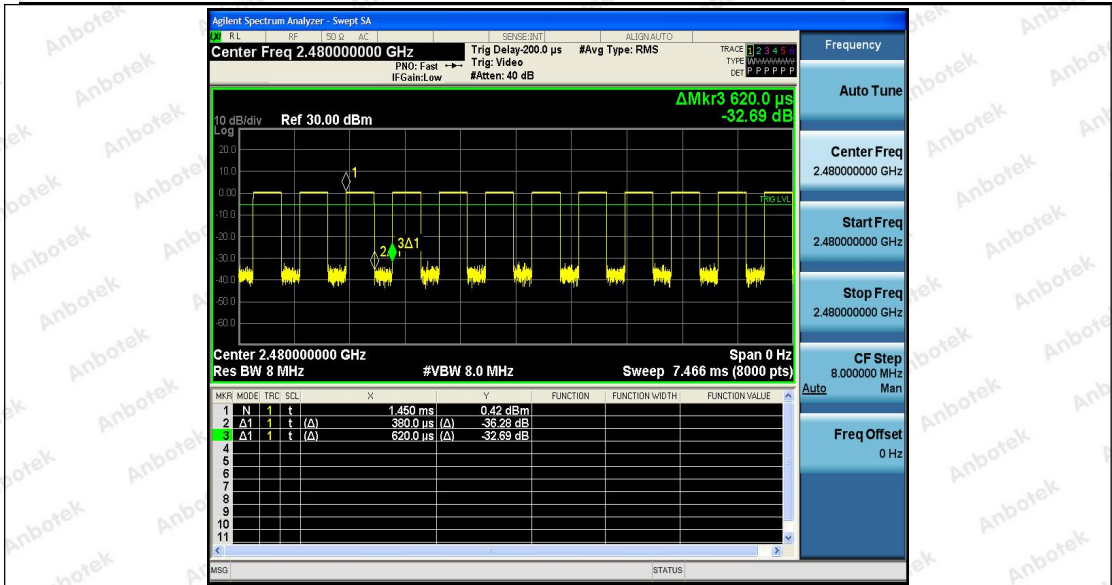 Agilent Spectrum Analyzer - Swept SA
RL RF 50 Ω AC SENSE:INT ALIGNAUTO
Center Freq 2.480000000 GHz
PNO: Fast
IFGain:Low
Trig Delay-200.0 µs
Trig: Video
#Atten: 40 dB
#Avg Type: RMS
TRACE 1 2 3 4 5 6
TYPE
DET P P P P P P
ΔMkr3 620.0 µs
-32.69 dB
10 dB/div Ref 30.00 dBm
Log
20.0
10.0
0.00
-10.0
-20.0
-30.0
-40.0
-50.0
-60.0
1
TRIG LVL
3Δ1
Center 2.480000000 GHz Span 0 Hz
Res BW 8 MHz #VBW 8.0 MHz Sweep 7.466 ms (8000 pts)
MKR MODE TRC SCL X Y FUNCTION FUNCTION WIDTH FUNCTION VALUE
1 N 1 t 1.450 ms 0.42 dBm
2 Δ1 1 t (Δ) 380.0 µs (Δ) -36.28 dB
3 Δ1 1 t (Δ) 620.0 µs (Δ) -32.69 dB
4
5
6
7
8
9
10
11
MSG STATUS
Frequency
Auto Tune
Center Freq
2.480000000 GHz
Start Freq
2.480000000 GHz
Stop Freq
2.480000000 GHz
CF Step
8.000000 MHz
Auto Man
Freq Offset
0 Hz
Anbotek